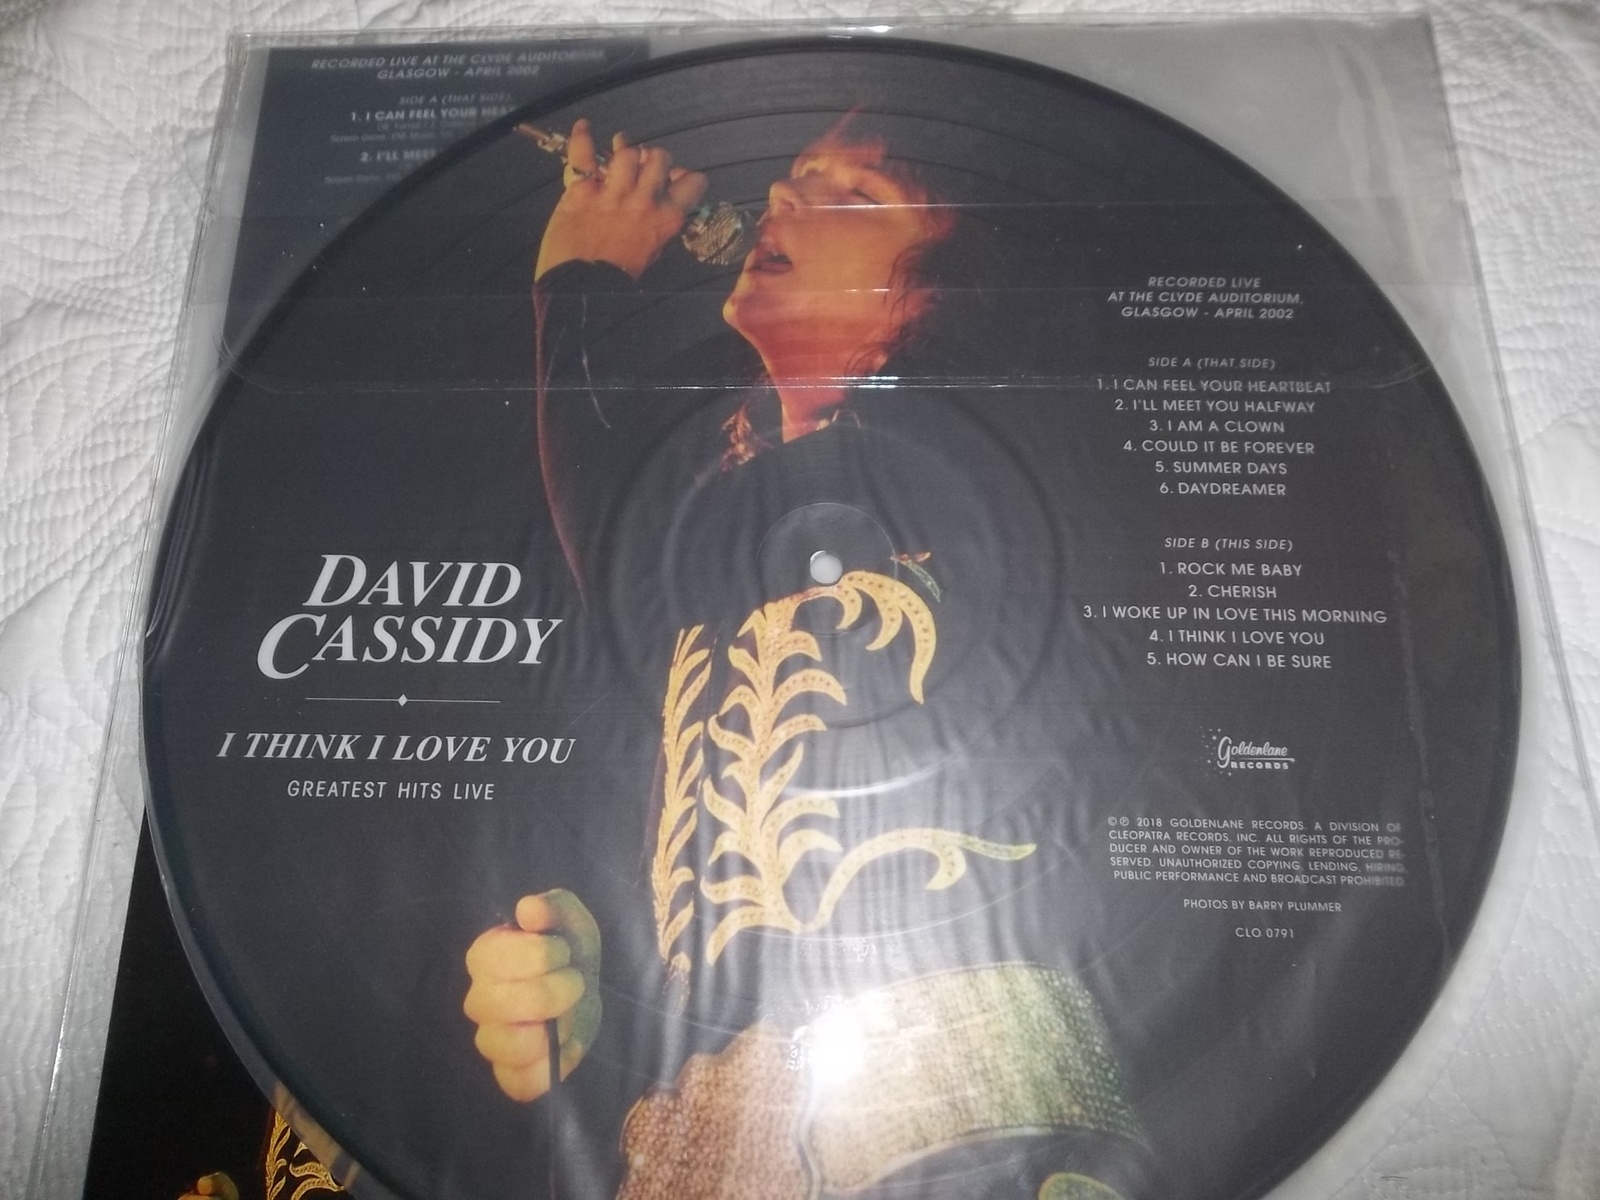 RECORDED LIVE AT THE CLYDE AUDITORIUM,
GLASGOW - APRIL 2002
SIDE A (THAT SIDE)
1. I CAN FEEL YOUR HEAR
2. I'LL MEET
DAVID
CASSIDY
I THINK I LOVE YOU
GREATEST HITS LIVE
RECORDED LIVE
AT THE CLYDE AUDITORIUM,
GLASGOW - APRIL 2002
SIDE A (THAT SIDE)
1. I CAN FEEL YOUR HEARTBEAT
2. I'LL MEET YOU HALFWAY
3. I AM A CLOWN
4. COULD IT BE FOREVER
5. SUMMER DAYS
6. DAYDREAMER
SIDE B (THIS SIDE)
1. ROCK ME BABY
2. CHERISH
3. I WOKE UP IN LOVE THIS MORNING
4. I THINK I LOVE YOU
5. HOW CAN I BE SURE
Goldenlane
RECORDS
©℗ 2018 GOLDENLANE RECORDS. A DIVISION OF
CLEOPATRA RECORDS, INC. ALL RIGHTS OF THE PRO-
DUCER AND OWNER OF THE WORK REPRODUCED RE-
SERVED. UNAUTHORIZED COPYING, LENDING, HIRING,
PUBLIC PERFORMANCE AND BROADCAST PROHIBITED.
PHOTOS BY BARRY PLUMMER
CLO 0791